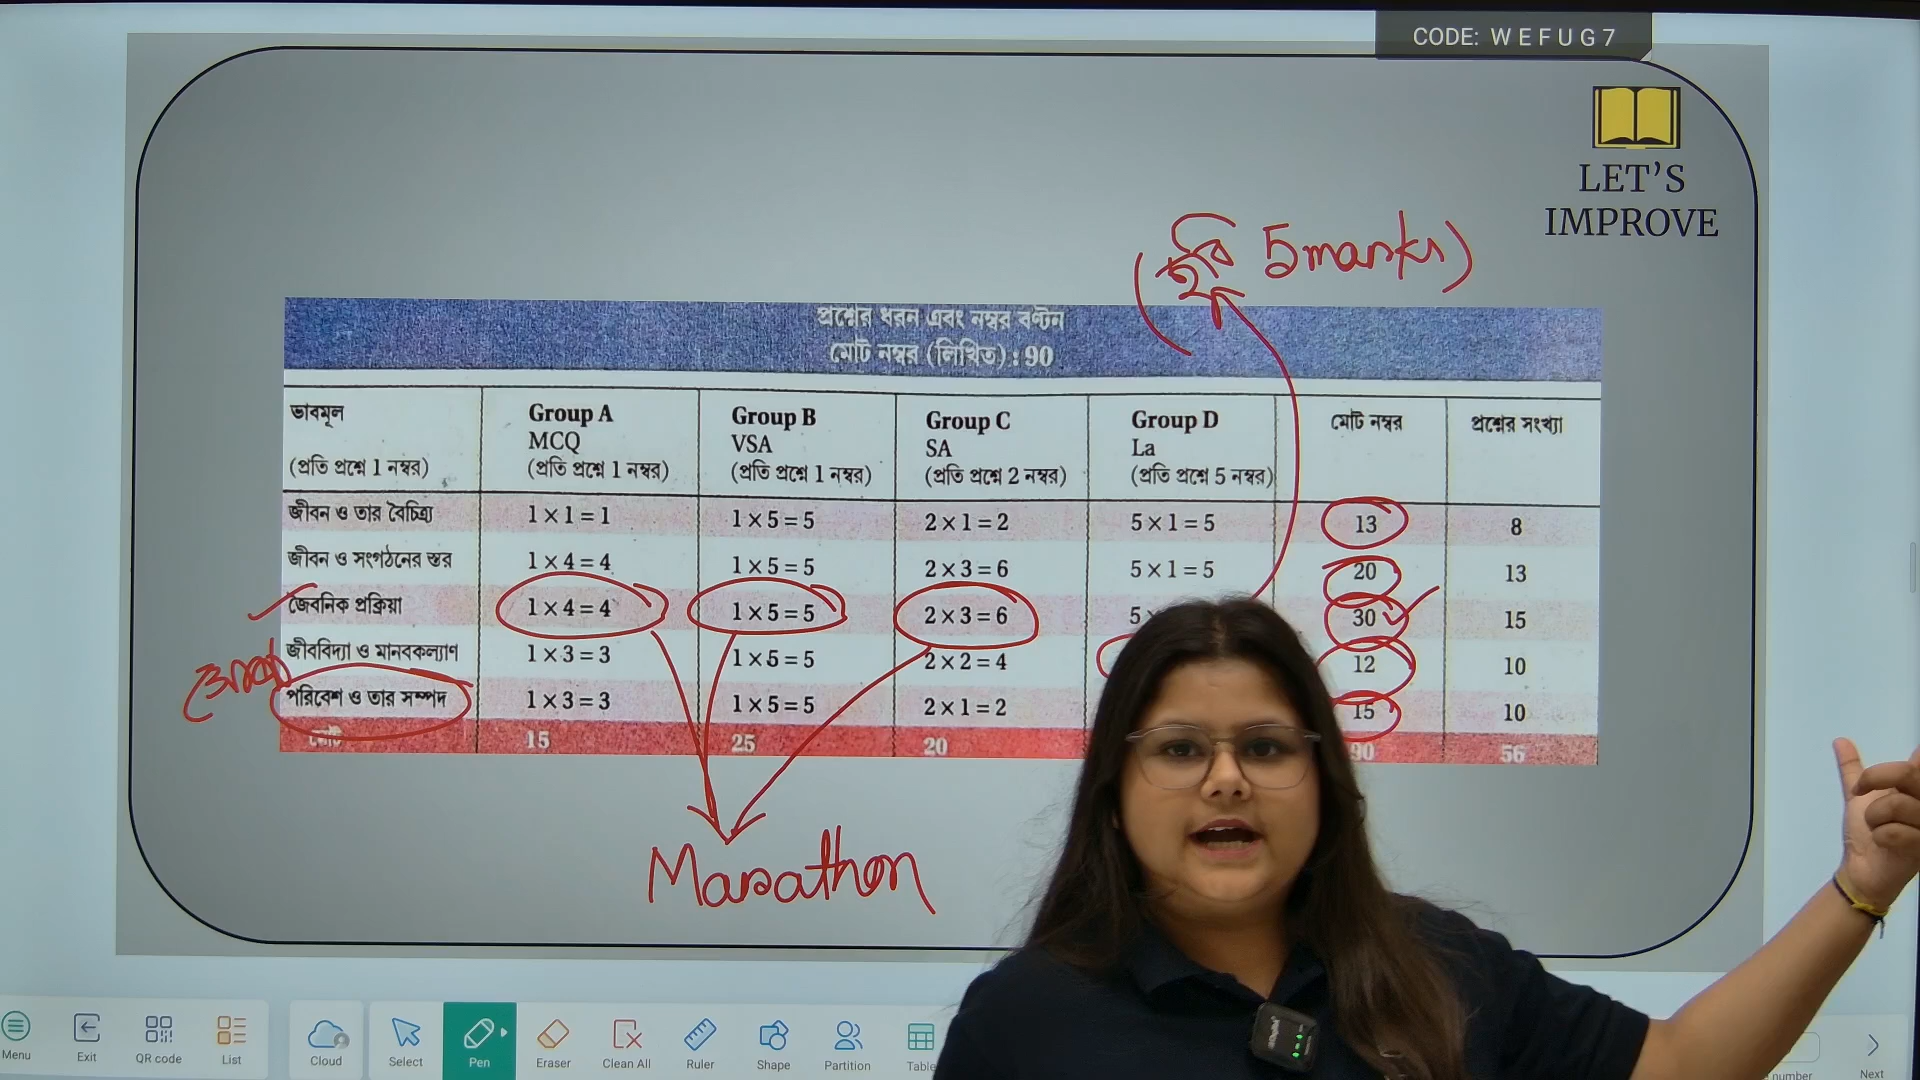 CODE: WEFUG7
LET'S
IMPROVE
(ছবি 5 marks)
প্রশ্নের ধরন এবং নম্বর বণ্টন
মোট নম্বর (লিখিত) : 90
ভাবমূল Group A Group B Group C Group D মোট নম্বর প্রশ্নের সংখ্যা
MCQ VSA SA La
(প্রতি প্রশ্নে 1 নম্বর) (প্রতি প্রশ্নে 1 নম্বর) (প্রতি প্রশ্নে 1 নম্বর) (প্রতি প্রশ্নে 2 নম্বর) (প্রতি প্রশ্নে 5 নম্বর)
জীবন ও তার বৈচিত্র্য 1 × 1 = 1 1 × 5 = 5 2 × 1 = 2 5 × 1 = 5 13 8
জীবন ও সংগঠনের স্তর 1 × 4 = 4 1 × 5 = 5 2 × 3 = 6 5 × 1 = 5 20 13
জৈবনিক প্রক্রিয়া 1 × 4 = 4 1 × 5 = 5 2 × 3 = 6 5 30 15
জীববিদ্যা ও মানবকল্যাণ 1 × 3 = 3 1 × 5 = 5 2 × 2 = 4 12 10
পরিবেশ ও তার সম্পদ 1 × 3 = 3 1 × 5 = 5 2 × 1 = 2 15 10
মোট 15 25 20 90 56
Marathon
Menu Exit QR code List Cloud Select Pen Eraser Clean All Ruler Shape Partition Table number Next